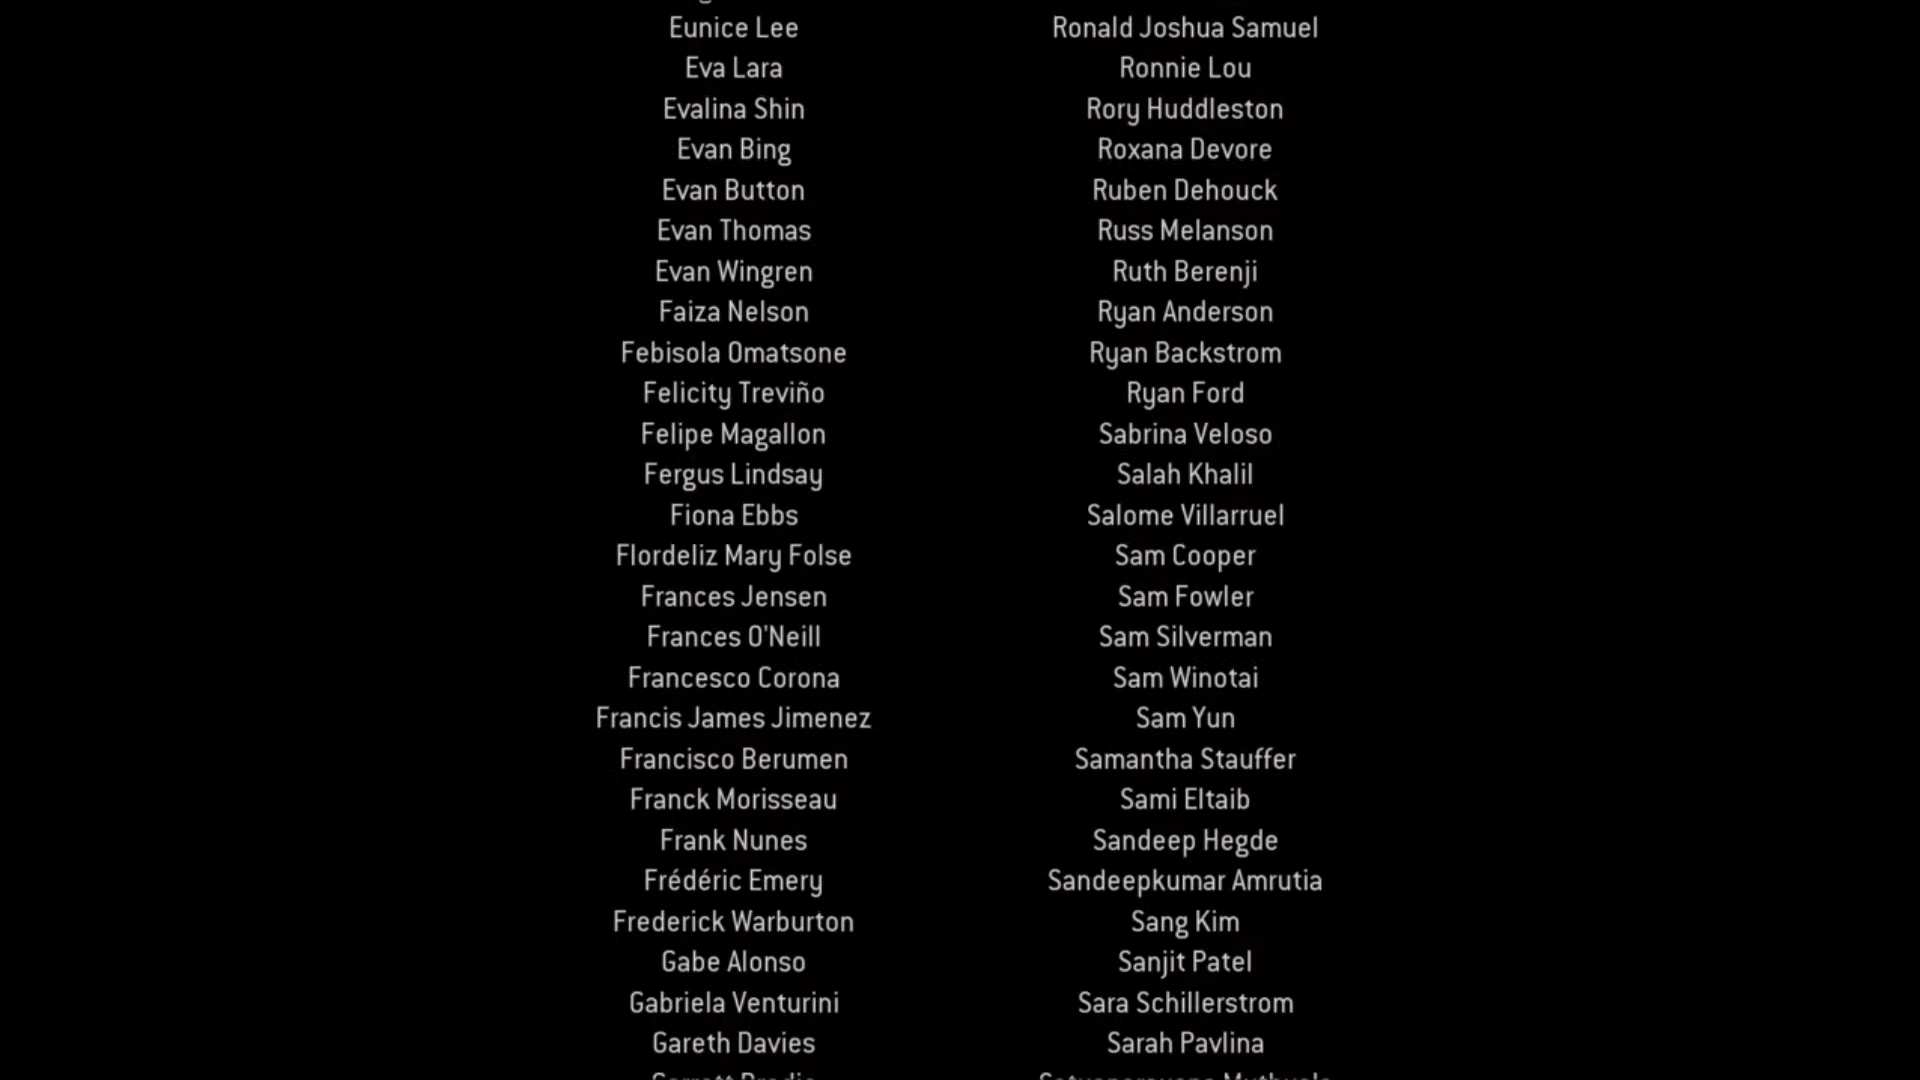 Eunice Lee
Eva Lara
Evalina Shin
Evan Bing
Evan Button
Evan Thomas
Evan Wingren
Faiza Nelson
Febisola Omatsone
Felicity Treviño
Felipe Magallon
Fergus Lindsay
Fiona Ebbs
Flordeliz Mary Folse
Frances Jensen
Frances O'Neill
Francesco Corona
Francis James Jimenez
Francisco Berumen
Franck Morisseau
Frank Nunes
Frédéric Emery
Frederick Warburton
Gabe Alonso
Gabriela Venturini
Gareth Davies
Ronald Joshua Samuel
Ronnie Lou
Rory Huddleston
Roxana Devore
Ruben Dehouck
Russ Melanson
Ruth Berenji
Ryan Anderson
Ryan Backstrom
Ryan Ford
Sabrina Veloso
Salah Khalil
Salome Villarruel
Sam Cooper
Sam Fowler
Sam Silverman
Sam Winotai
Sam Yun
Samantha Stauffer
Sami Eltaib
Sandeep Hegde
Sandeepkumar Amrutia
Sang Kim
Sanjit Patel
Sara Schillerstrom
Sarah Pavlina